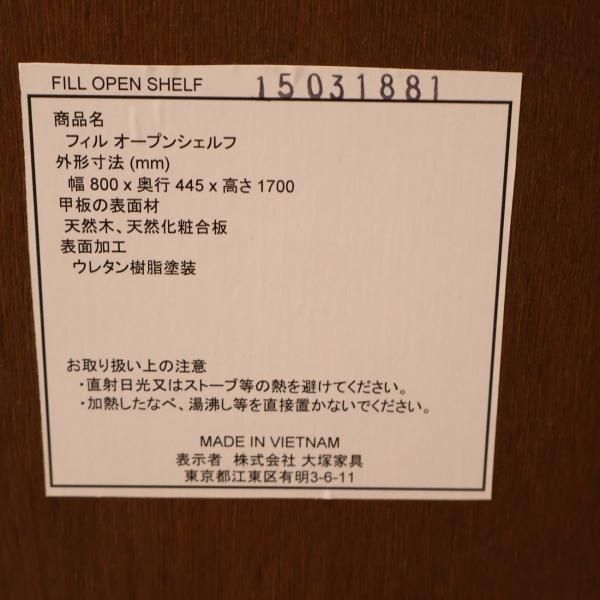 FILL OPEN SHELF 15031881
商品名
フィル オープンシェルフ
外形寸法 (mm)
幅 800 x 奥行 445 x 高さ 1700
甲板の表面材
天然木、天然化粧合板
表面加工
ウレタン樹脂塗装
お取り扱い上の注意
・直射日光又はストーブ等の熱を避けてください。
・加熱したなべ、湯沸し等を直接置かないでください。
MADE IN VIETNAM
表示者 株式会社 大塚家具
東京都江東区有明3-6-11